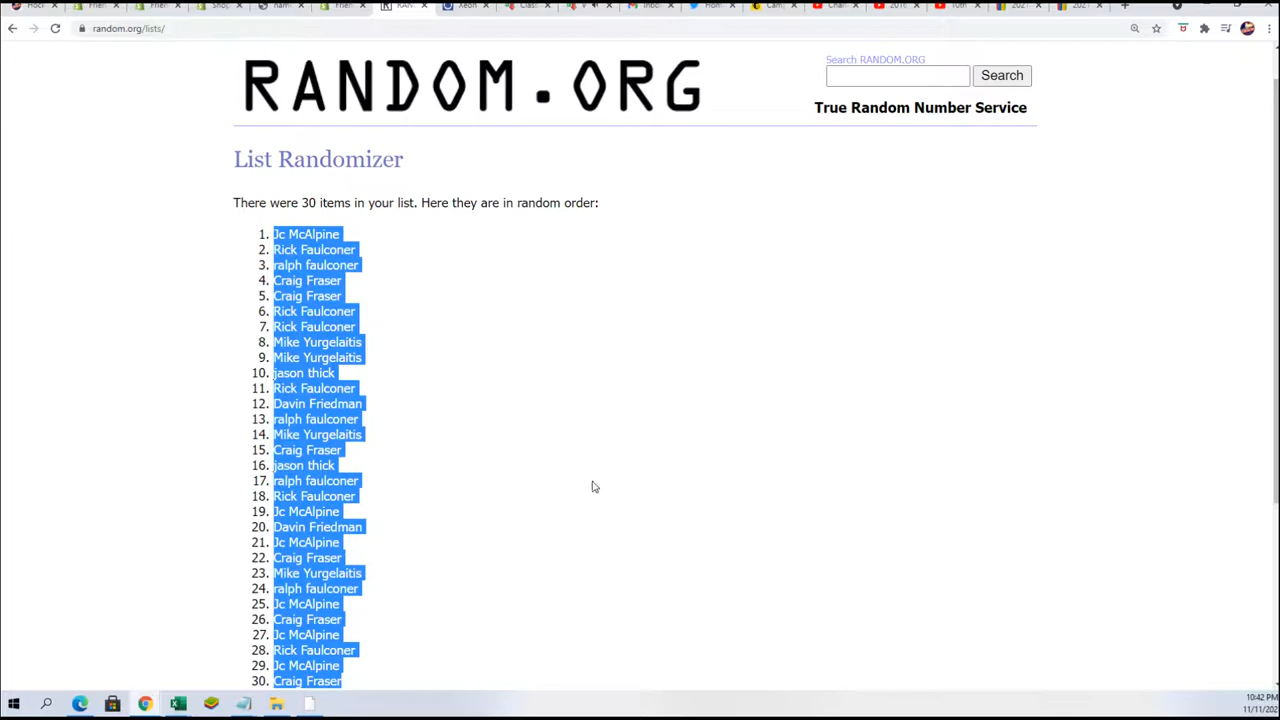 random.org/lists/
RANDOM.ORG
Search RANDOM.ORG
Search
True Random Number Service
List Randomizer
There were 30 items in your list. Here they are in random order:
1. Jc McAlpine
2. Rick Faulconer
3. ralph faulconer
4. Craig Fraser
5. Craig Fraser
6. Rick Faulconer
7. Rick Faulconer
8. Mike Yurgelaitis
9. Mike Yurgelaitis
10. jason thick
11. Rick Faulconer
12. Davin Friedman
13. ralph faulconer
14. Mike Yurgelaitis
15. Craig Fraser
16. jason thick
17. ralph faulconer
18. Rick Faulconer
19. Jc McAlpine
20. Davin Friedman
21. Jc McAlpine
22. Craig Fraser
23. Mike Yurgelaitis
24. ralph faulconer
25. Jc McAlpine
26. Craig Fraser
27. Jc McAlpine
28. Rick Faulconer
29. Jc McAlpine
30. Craig Fraser
10:42 PM